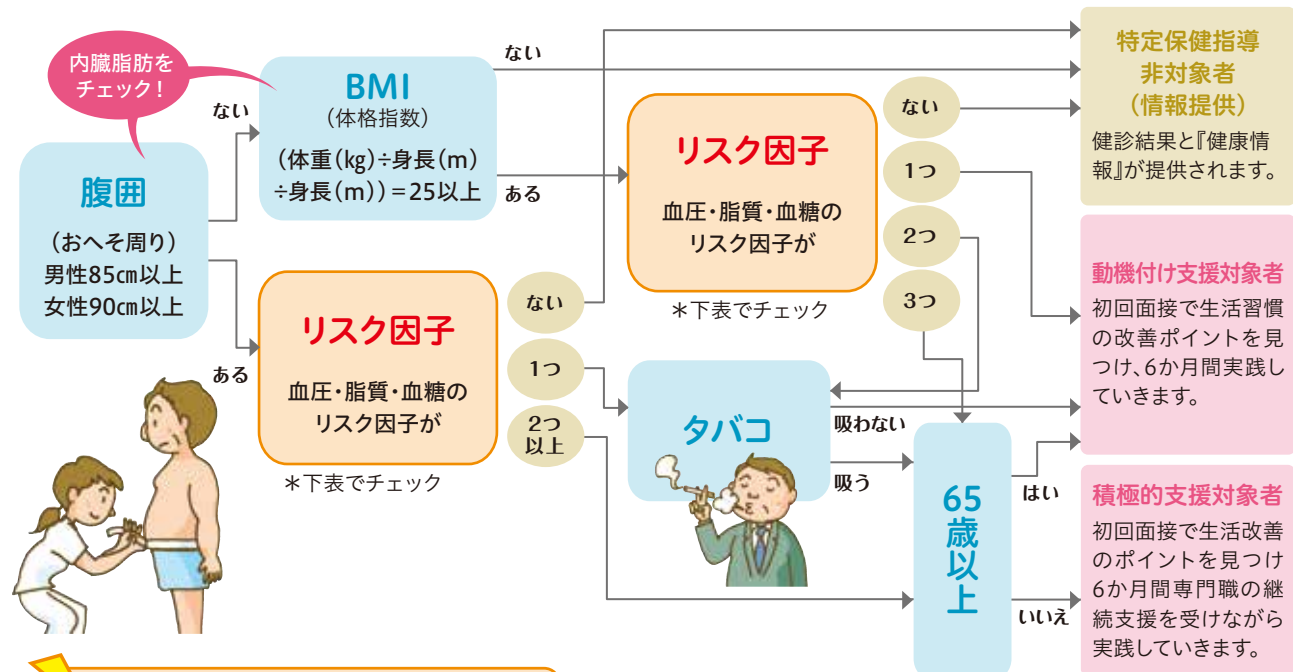 内臓脂肪を
チェック！
腹囲
（おへそ周り）
男性85㎝以上
女性90㎝以上
ない
ある
BMI
（体格指数）
（体重（kg）÷身長（m）
÷身長（m））＝25以上
ない
ある
リスク因子
血圧・脂質・血糖の
リスク因子が
＊下表でチェック
ない
1つ
2つ
以上
リスク因子
血圧・脂質・血糖の
リスク因子が
＊下表でチェック
ない
1つ
2つ
3つ
タバコ
吸わない
吸う
65歳以上
はい
いいえ
特定保健指導
非対象者
（情報提供）
健診結果と『健康情
報』が提供されます。
動機付け支援対象者
初回面接で生活習慣
の改善ポイントを見
つけ、6か月間実践し
ていきます。
積極的支援対象者
初回面接で生活改善
のポイントを見つけ
6か月間専門職の継
続支援を受けながら
実践していきます。